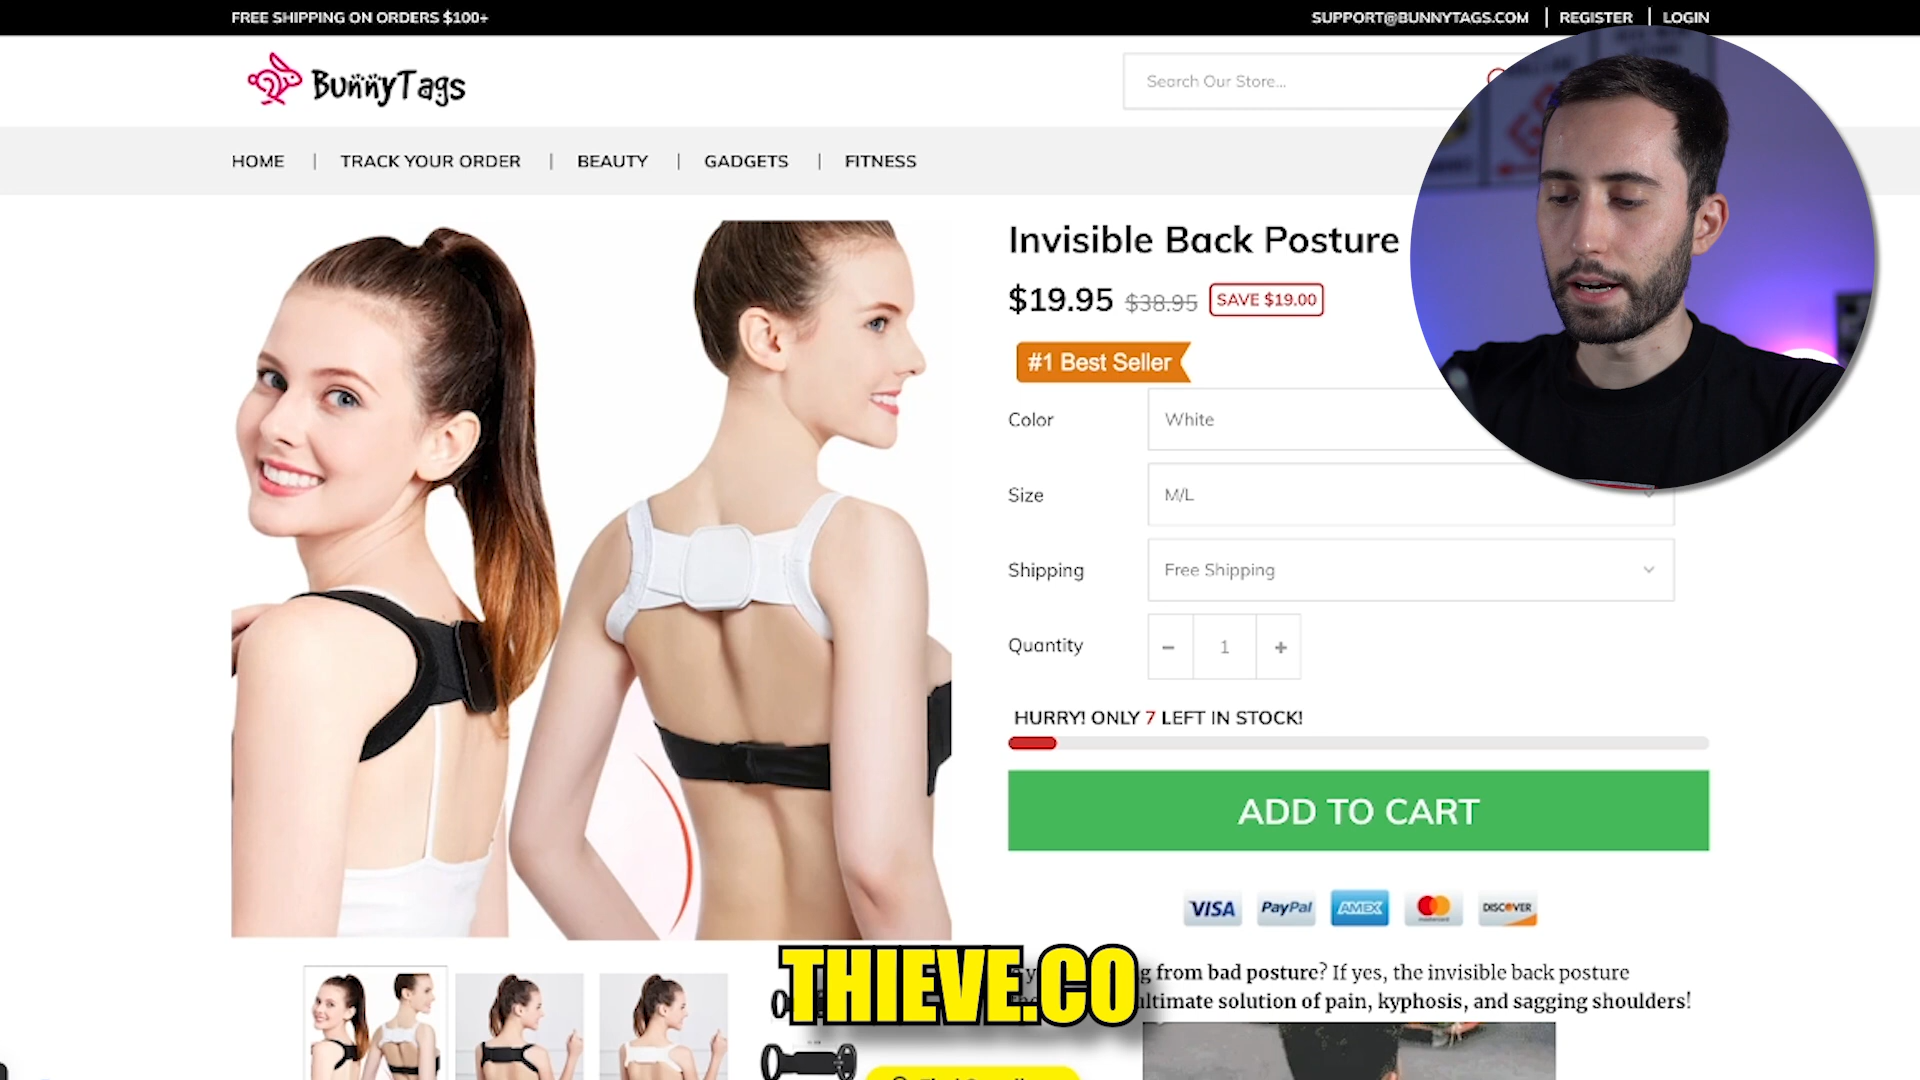 FREE SHIPPING ON ORDERS $100+
SUPPORT@BUNNYTAGS.COM | REGISTER | LOGIN
BunnyTags
Search Our Store...
HOME | TRACK YOUR ORDER | BEAUTY | GADGETS | FITNESS
Invisible Back Posture
$19.95 $38.95 SAVE $19.00
#1 Best Seller
Color White
Size M/L
Shipping Free Shipping
Quantity − 1 +
HURRY! ONLY 7 LEFT IN STOCK!
ADD TO CART
VISA PayPal AMEX mastercard DISCOVER
THIEVE.CO
from bad posture? If yes, the invisible back posture
ultimate solution of pain, kyphosis, and sagging shoulders!